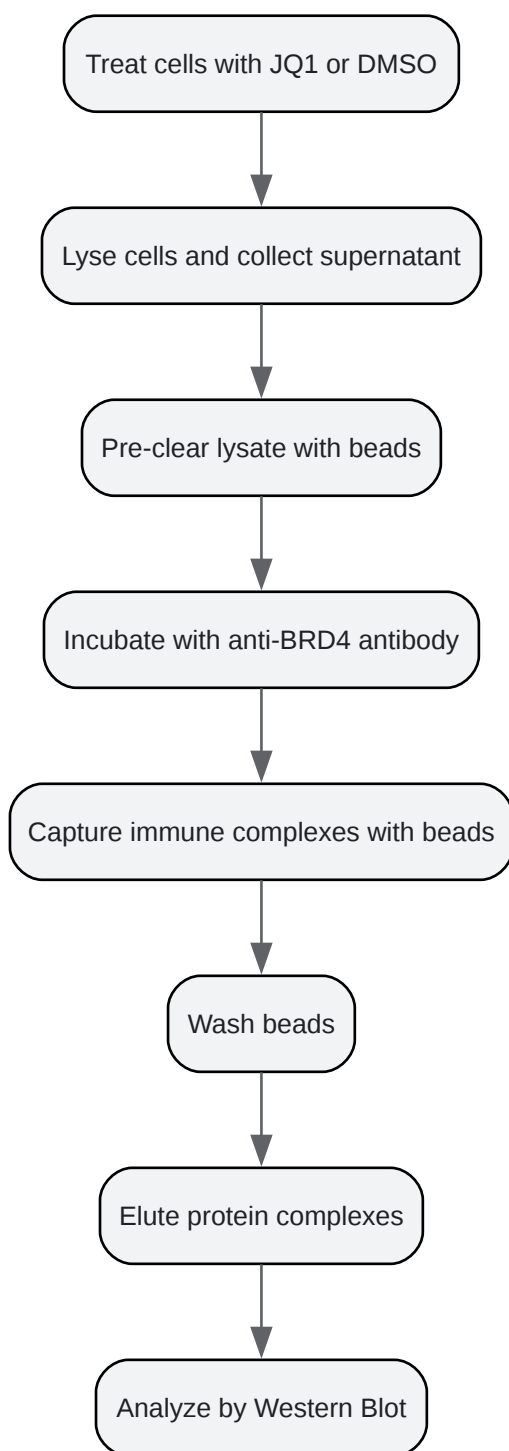 Treat cells with JQ1 or DMSO
Lyse cells and collect supernatant
Pre-clear lysate with beads
Incubate with anti-BRD4 antibody
Capture immune complexes with beads
Wash beads
Elute protein complexes
Analyze by Western Blot